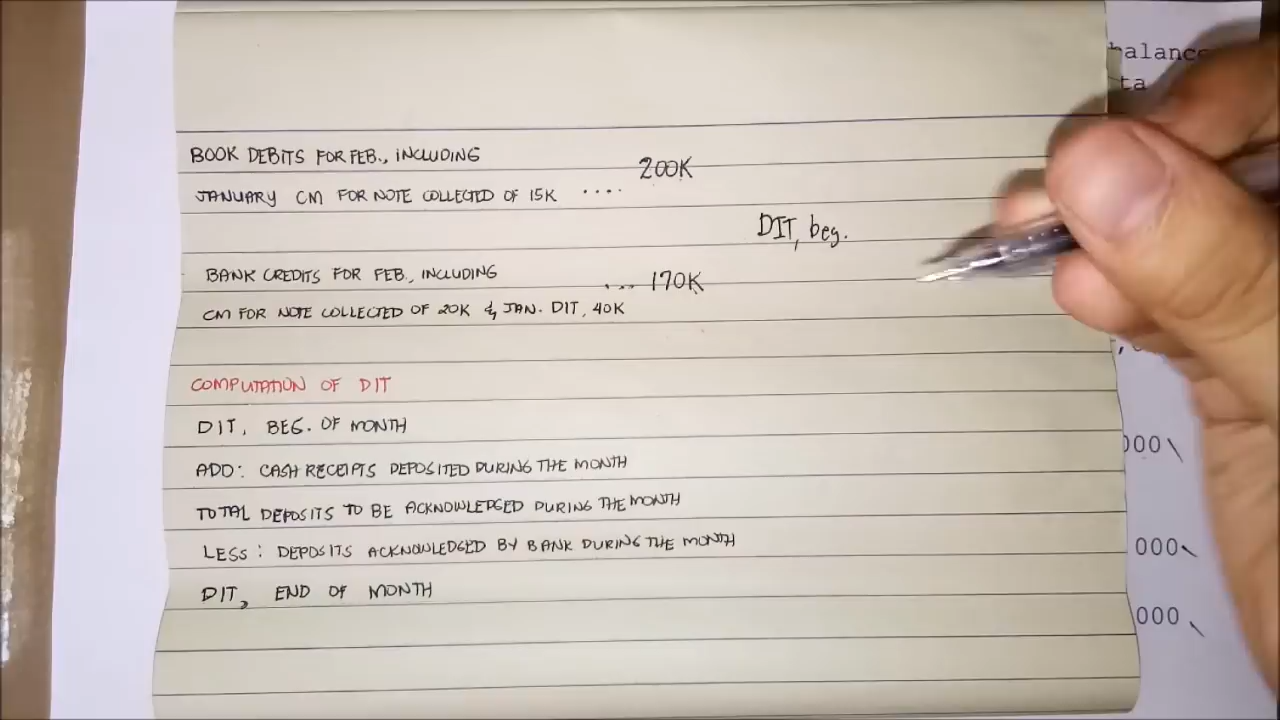 balance
ta
BOOK DEBITS FOR FEB., INCLUDING
200K
JANUARY CM FOR NOTE COLLECTED OF 15K ....
DIT, beg.
BANK CREDITS FOR FEB., INCLUDING
... 170K
CM FOR NOTE COLLECTED OF 20K & JAN. DIT, 40K
COMPUTATION OF DIT
DIT, BEG. OF MONTH
000
ADD: CASH RECEIPTS DEPOSITED DURING THE MONTH
TOTAL DEPOSITS TO BE ACKNOWLEDGED DURING THE MONTH
LESS: DEPOSITS ACKNOWLEDGED BY BANK DURING THE MONTH
000
DIT, END OF MONTH
000